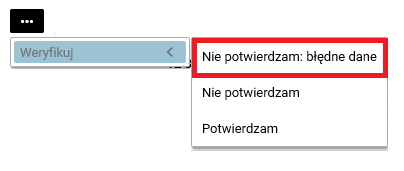 Weryfikuj
Nie potwierdzam: błędne dane
Nie potwierdzam
Potwierdzam